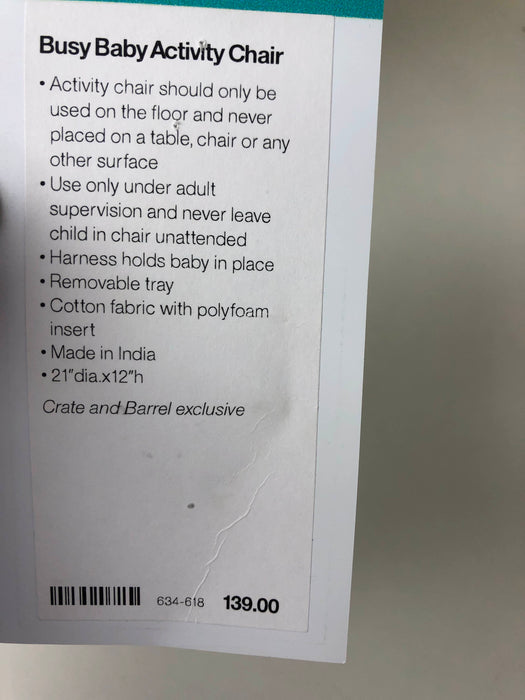 Busy Baby Activity Chair
• Activity chair should only be
used on the floor and never
placed on a table, chair or any
other surface
• Use only under adult
supervision and never leave
child in chair unattended
• Harness holds baby in place
• Removable tray
• Cotton fabric with polyfoam
insert
• Made in India
• 21"dia.x12"h
Crate and Barrel exclusive
634-618 139.00